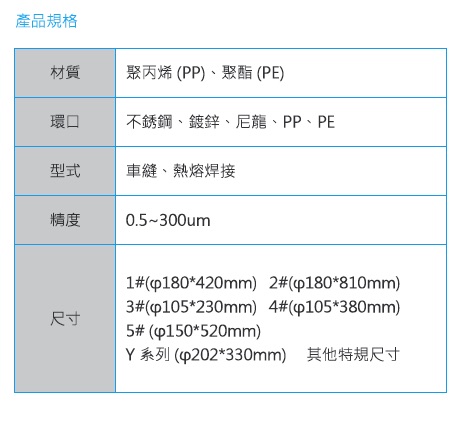 產品規格
材質 聚丙烯 (PP)、聚酯 (PE)
環口 不銹鋼、鍍鋅、尼龍、PP、PE
型式 車縫、熱熔焊接
精度 0.5~300um
尺寸
1#(φ180*420mm) 2#(φ180*810mm)
3#(φ105*230mm) 4#(φ105*380mm)
5# (φ150*520mm)
Y 系列 (φ202*330mm) 其他特規尺寸